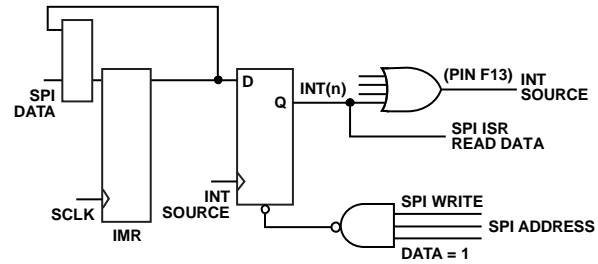 SPI
DATA
SCLK
IMR
D
Q
INT
SOURCE
INT(n)
(PIN F13)
INT
SOURCE
SPI ISR
READ DATA
SPI WRITE
SPI ADDRESS
DATA = 1